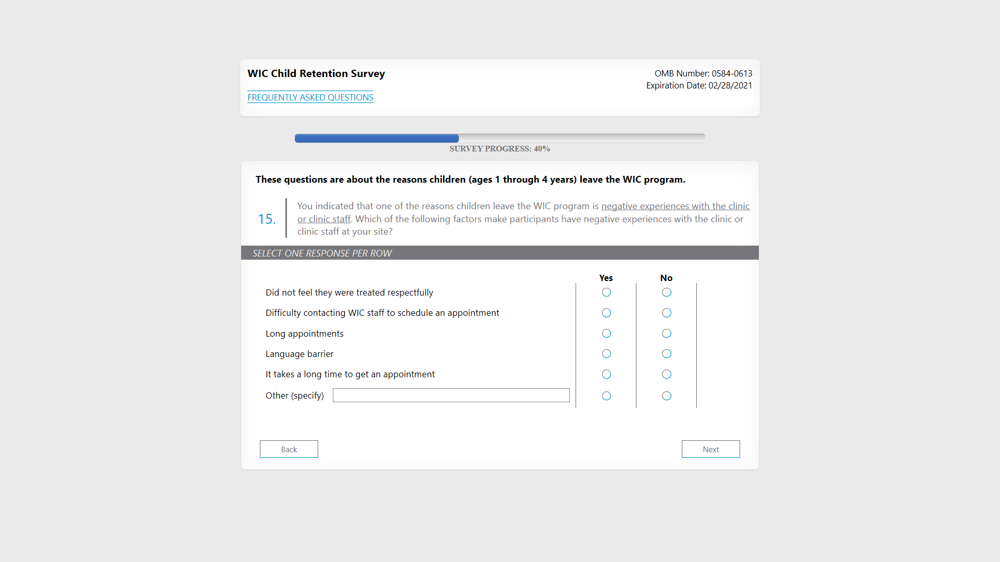 WIC Child Retention Survey
OMB Number: 0584-0613
Expiration Date: 02/28/2021
FREQUENTLY ASKED QUESTIONS
SURVEY PROGRESS: 40%
These questions are about the reasons children (ages 1 through 4 years) leave the WIC program.
15.
You indicated that one of the reasons children leave the WIC program is negative experiences with the clinic
or clinic staff. Which of the following factors make participants have negative experiences with the clinic or
clinic staff at your site?
SELECT ONE RESPONSE PER ROW
Yes No
Did not feel they were treated respectfully
Difficulty contacting WIC staff to schedule an appointment
Long appointments
Language barrier
It takes a long time to get an appointment
Other (specify)
Back Next